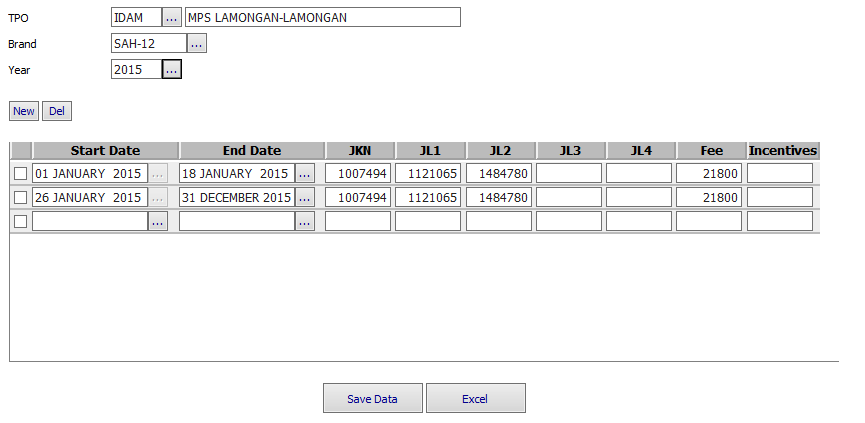 TPO IDAM ... MPS LAMONGAN-LAMONGAN
Brand SAH-12 ...
Year 2015 ...
New Del
Start Date End Date JKN JL1 JL2 JL3 JL4 Fee Incentives
01 JANUARY 2015 ... 18 JANUARY 2015 ... 1007494 1121065 1484780 21800
26 JANUARY 2015 ... 31 DECEMBER 2015 ... 1007494 1121065 1484780 21800
... ...
Save Data Excel